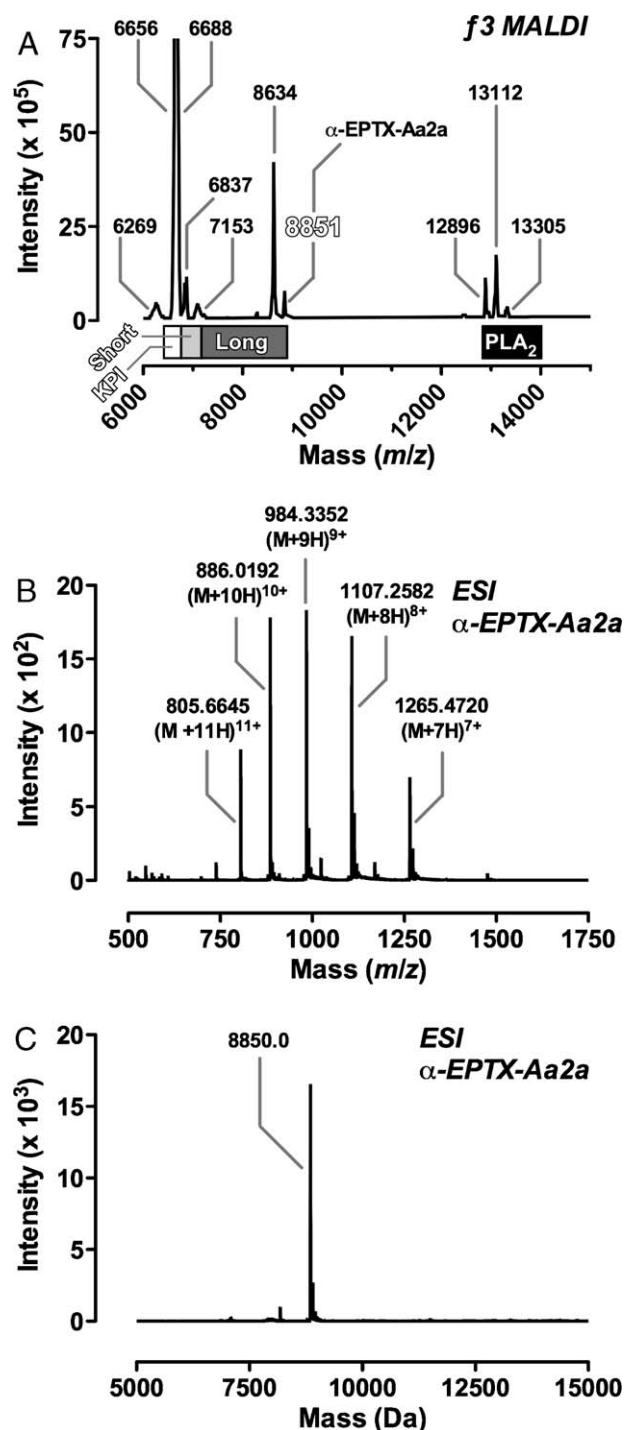 A
f3 MALDI
Intensity (x 10⁵)
75
50
25
0
6656
6688
8634
13112
α-EPTX-Aa2a
6837
6269
7153
8851
12896
13305
Short
KPI
Long
PLA₂
6000
8000
10000
12000
14000
Mass (m/z)
B
ESI
α-EPTX-Aa2a
984.3352
(M+9H)⁹⁺
886.0192
(M+10H)¹⁰⁺
1107.2582
(M+8H)⁸⁺
805.6645
(M +11H)¹¹⁺
1265.4720
(M+7H)⁷⁺
Intensity (x 10²)
20
15
10
5
0
500
750
1000
1250
1500
1750
Mass (m/z)
C
ESI
α-EPTX-Aa2a
8850.0
Intensity (x 10³)
20
15
10
5
0
5000
7500
10000
12500
15000
Mass (Da)